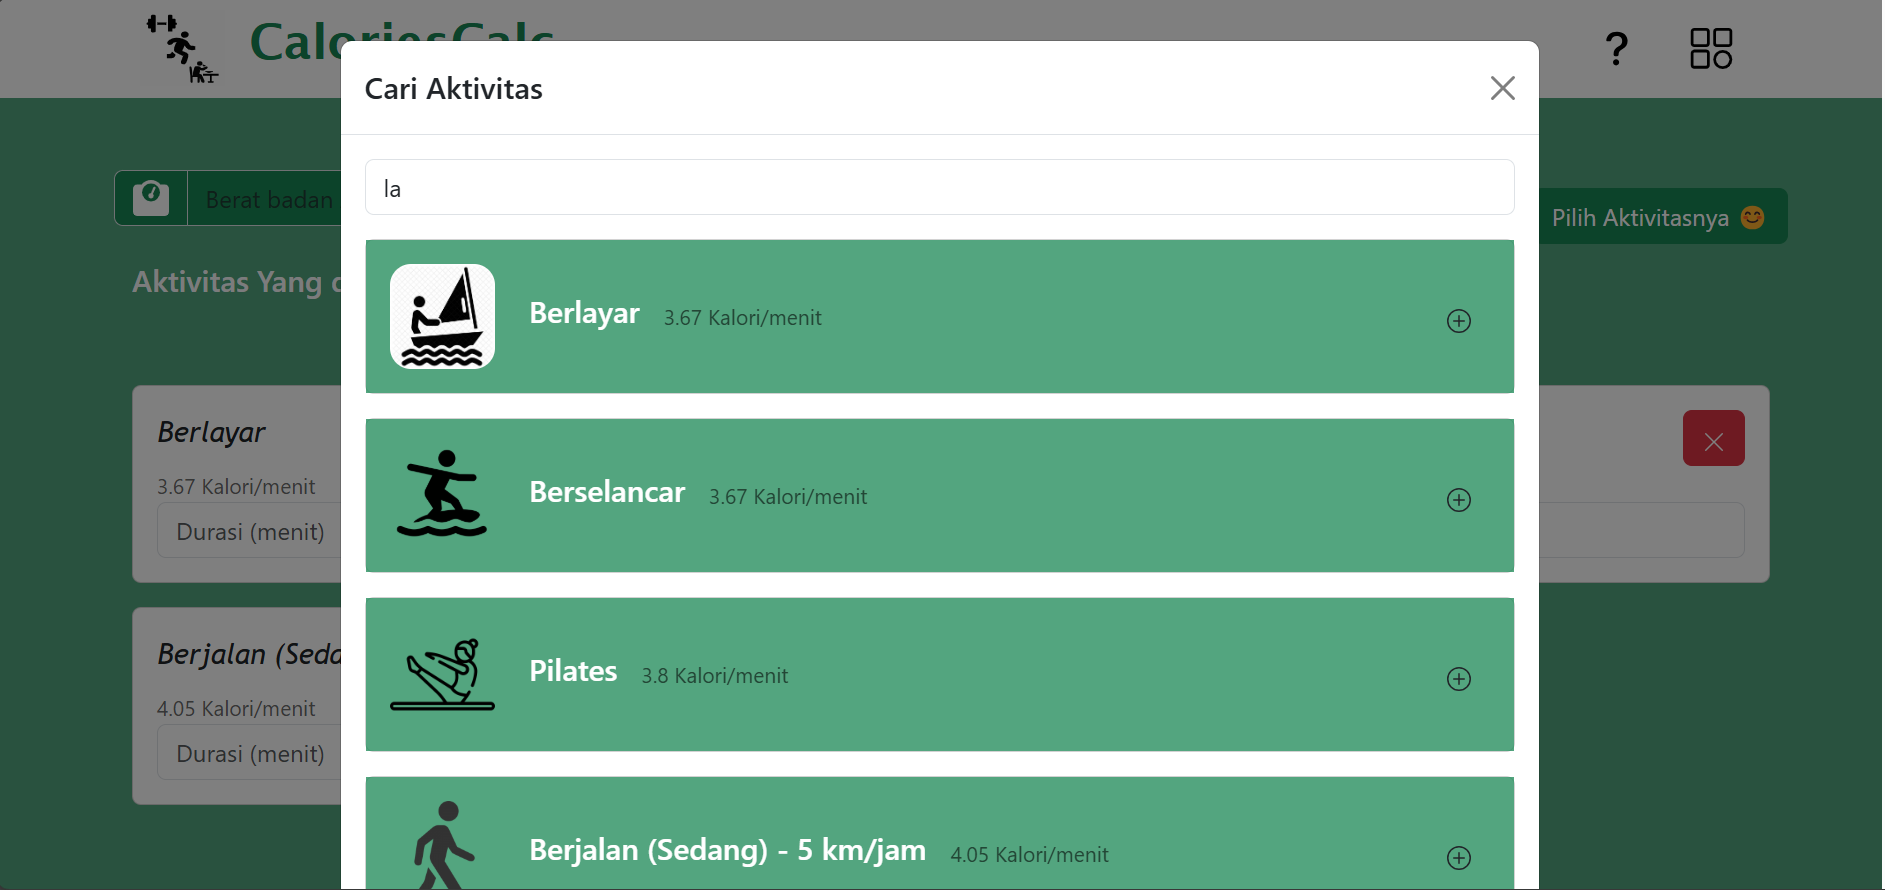 CaloriesCalc
?
Cari Aktivitas
la
Berat badan
Pilih Aktivitasnya 😊
Aktivitas Yang
Berlayar 3.67 Kalori/menit
Berselancar 3.67 Kalori/menit
Pilates 3.8 Kalori/menit
Berjalan (Sedang) - 5 km/jam 4.05 Kalori/menit
Berlayar
3.67 Kalori/menit
Durasi (menit)
Berjalan (Seda
4.05 Kalori/menit
Durasi (menit)